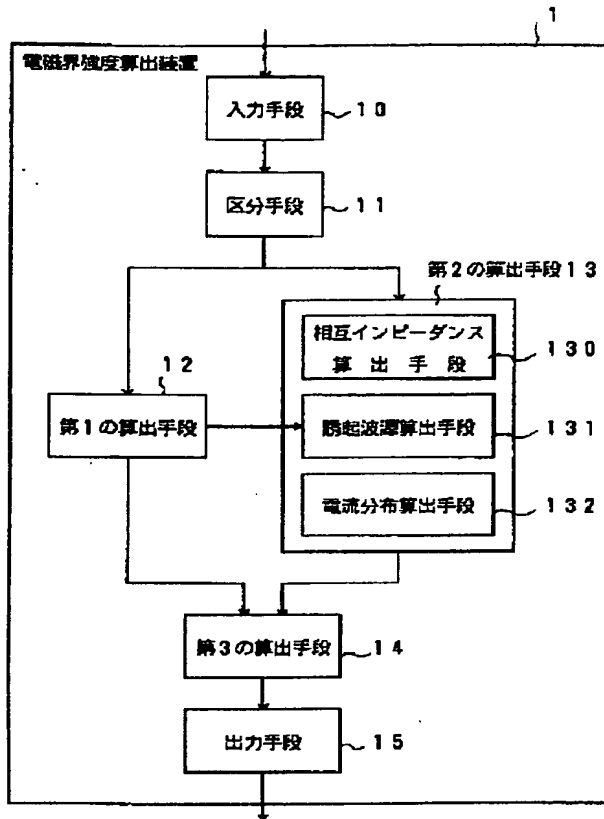 1
電磁界強度算出装置
入力手段
10
区分手段
11
第2の算出手段13
相互インピーダンス
算出手段
130
12
第1の算出手段
誘起波源算出手段
131
電流分布算出手段
132
第3の算出手段
14
出力手段
15